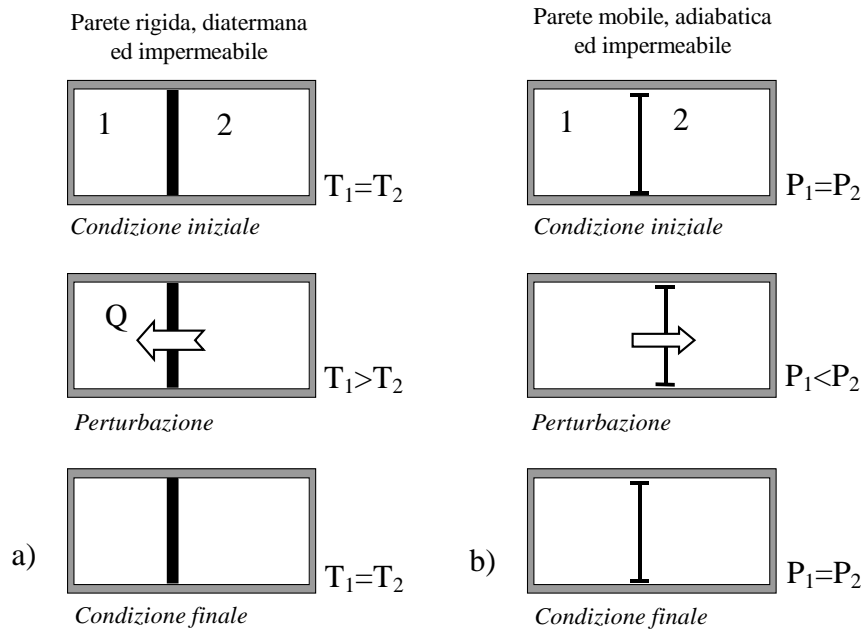 Parete rigida, diatermana
ed impermeabile
1 2
T₁=T₂
Condizione iniziale
Q
T₁>T₂
Perturbazione
a)
T₁=T₂
Condizione finale
Parete mobile, adiabatica
ed impermeabile
1 2
P₁=P₂
Condizione iniziale
P₁<P₂
Perturbazione
b)
P₁=P₂
Condizione finale